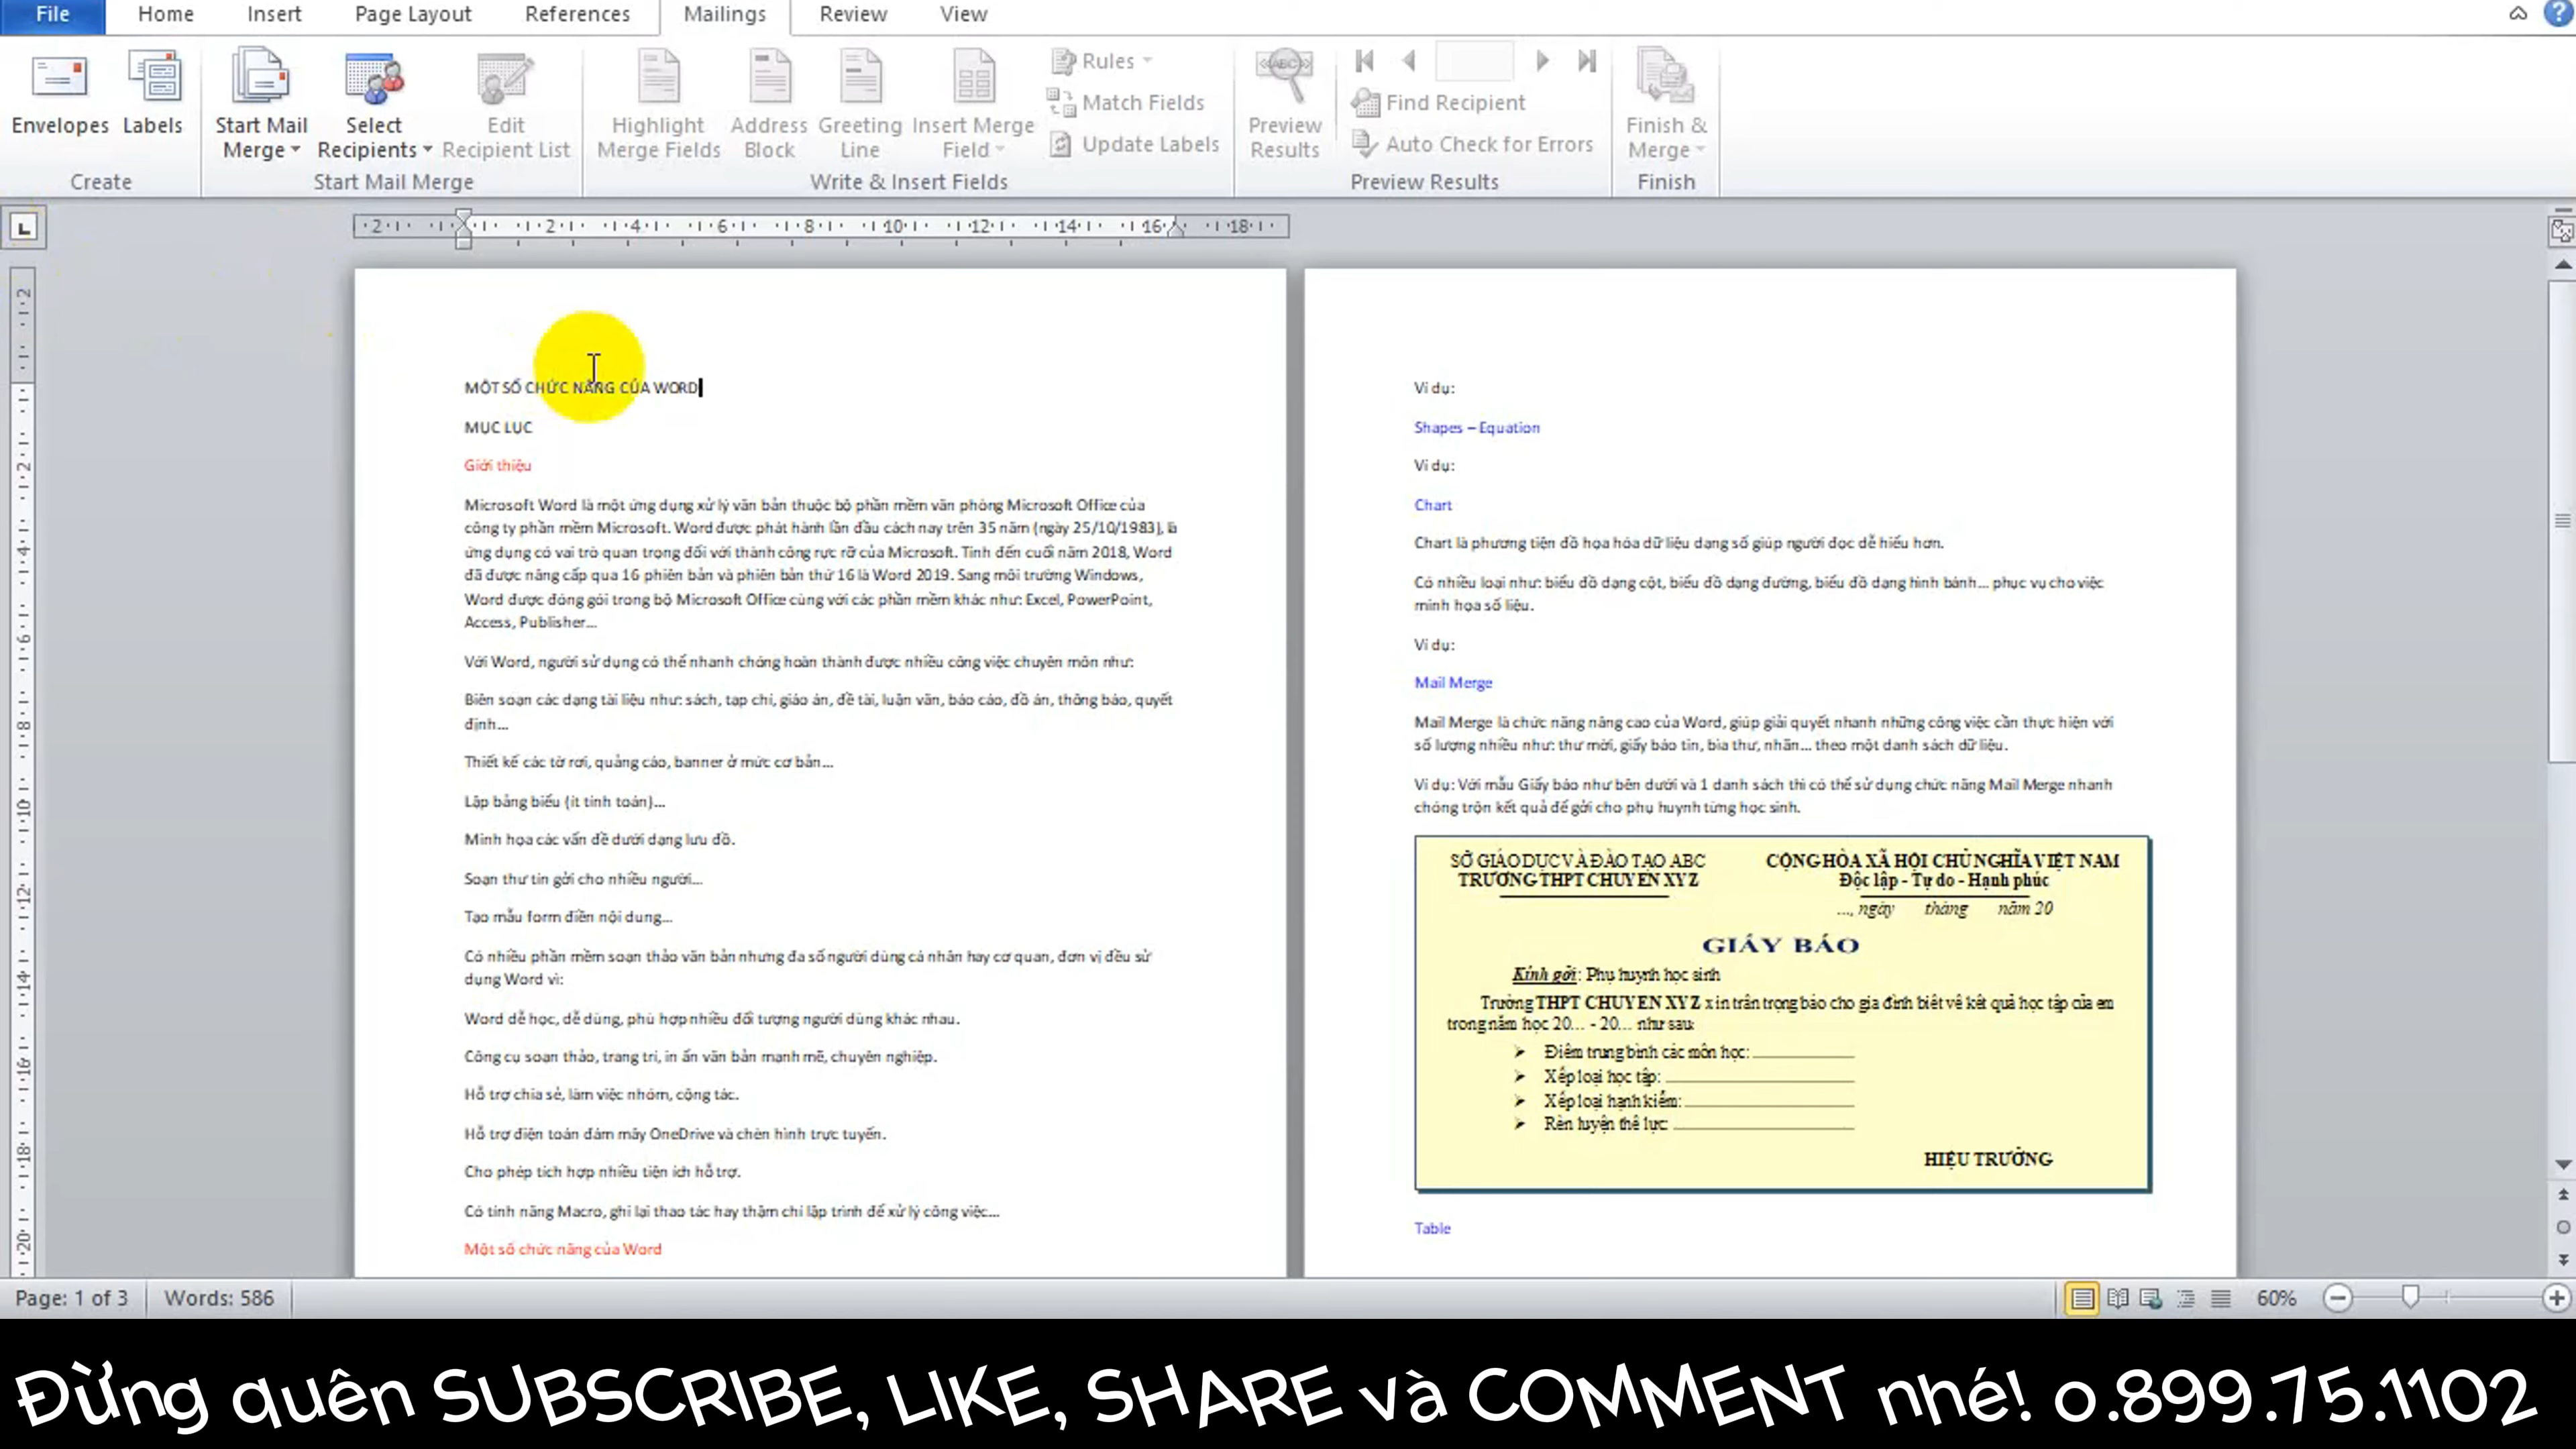 File Home Insert Page Layout References Mailings Review View
Envelopes Labels Start Mail Merge Select Recipients Edit Recipient List Highlight Merge Fields Address Block Greeting Line Insert Merge Field Rules Match Fields Update Labels Preview Results Find Recipient Auto Check for Errors Finish & Merge
Create Start Mail Merge Write & Insert Fields Preview Results Finish
MỘT SỐ CHỨC NĂNG CỦA WORD
MỤC LỤC
Giới thiệu
Microsoft Word là một ứng dụng xử lý văn bản thuộc bộ phần mềm văn phòng Microsoft Office của
công ty phần mềm Microsoft. Word được phát hành lần đầu cách nay trên 35 năm (ngày 25/10/1983), là
ứng dụng có vai trò quan trọng đối với thành công rực rỡ của Microsoft. Tính đến cuối năm 2018, Word
đã được nâng cấp qua 16 phiên bản và phiên bản thứ 16 là Word 2019. Sang môi trường Windows,
Word được đóng gói trong bộ Microsoft Office cùng với các phần mềm khác như: Excel, PowerPoint,
Access, Publisher...
Với Word, người sử dụng có thể nhanh chóng hoàn thành được nhiều công việc chuyên môn như:
Biên soạn các dạng tài liệu như: sách, tạp chí, giáo án, đề tài, luận văn, báo cáo, đồ án, thông báo, quyết
định...
Thiết kế các tờ rơi, quảng cáo, banner ở mức cơ bản...
Lập bảng biểu (ít tính toán)...
Minh họa các vấn đề dưới dạng lưu đồ.
Soạn thư tín gởi cho nhiều người...
Tạo mẫu form điền nội dung...
Có nhiều phần mềm soạn thảo văn bản nhưng đa số người dùng cá nhân hay cơ quan, đơn vị đều sử
dụng Word vì:
Word dễ học, dễ dùng, phù hợp nhiều đối tượng người dùng khác nhau.
Công cụ soạn thảo, trang trí, in ấn văn bản mạnh mẽ, chuyên nghiệp.
Hỗ trợ chia sẻ, làm việc nhóm, cộng tác.
Hỗ trợ điện toán đám mây OneDrive và chèn hình trực tuyến.
Cho phép tích hợp nhiều tiện ích hỗ trợ.
Có tính năng Macro, ghi lại thao tác hay thậm chí lập trình để xử lý công việc...
Một số chức năng của Word
Ví dụ:
Shapes – Equation
Ví dụ:
Chart
Chart là phương tiện đồ họa hóa dữ liệu dạng số giúp người đọc dễ hiểu hơn.
Có nhiều loại như: biểu đồ dạng cột, biểu đồ dạng đường, biểu đồ dạng hình bánh... phục vụ cho việc
minh họa số liệu.
Ví dụ:
Mail Merge
Mail Merge là chức năng nâng cao của Word, giúp giải quyết nhanh những công việc cần thực hiện với
số lượng nhiều như: thư mời, giấy báo tin, bìa thư, nhãn... theo một danh sách dữ liệu.
Ví dụ: Với mẫu Giấy báo như bên dưới và 1 danh sách thì có thể sử dụng chức năng Mail Merge nhanh
chóng trộn kết quả để gởi cho phụ huynh từng học sinh.
SỞ GIÁO DỤC VÀ ĐÀO TẠO ABC CỘNG HÒA XÃ HỘI CHỦ NGHĨA VIỆT NAM
TRƯỜNG THPT CHUYÊN XYZ Độc lập - Tự do - Hạnh phúc
..., ngày tháng năm 20
GIẤY BÁO
Kính gởi: Phụ huynh học sinh
Trường THPT CHUYÊN XYZ xin trân trọng báo cho gia đình biết về kết quả học tập của em
trong năm học 20... - 20... như sau:
Điểm trung bình các môn học:
Xếp loại học tập:
Xếp loại hạnh kiểm:
Rèn luyện thể lực:
HIỆU TRƯỞNG
Table
Page: 1 of 3 Words: 586 60%
Đừng quên SUBSCRIBE, LIKE, SHARE và COMMENT nhé! 0.899.75.1102